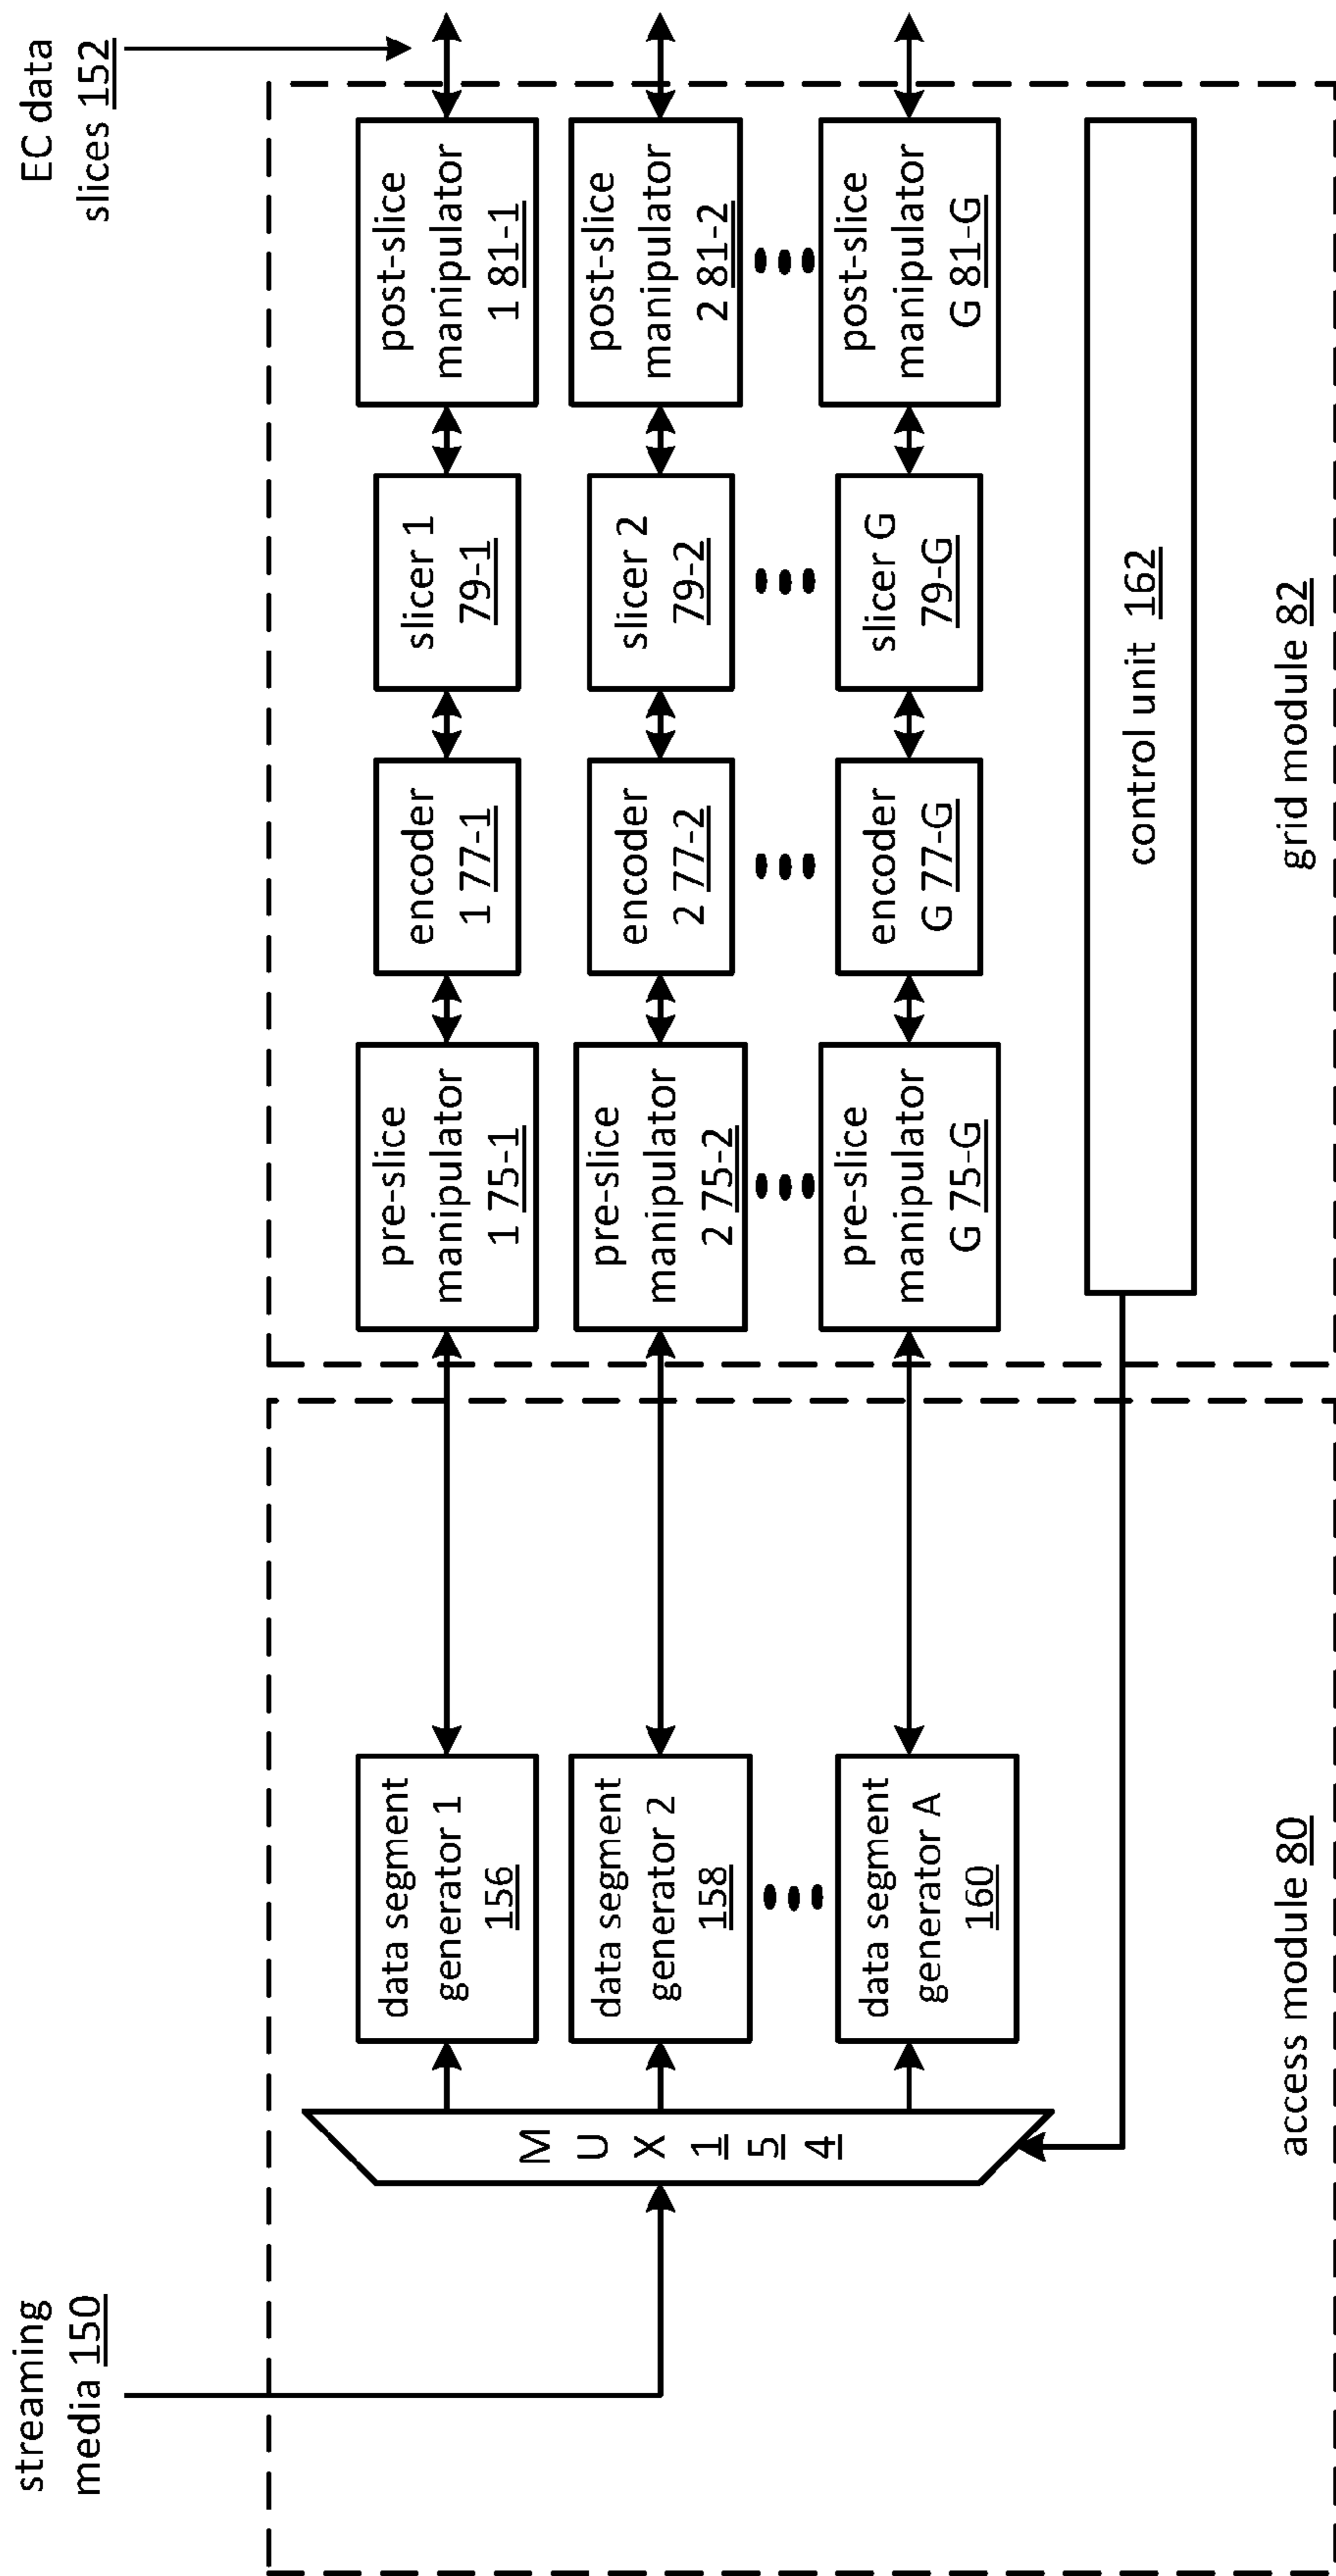 streaming
media 150
EC data
slices 152
M
U
X
1
5
4
data segment
generator 1
156
pre-slice
manipulator
1 75-1
encoder
1 77-1
slicer 1
79-1
post-slice
manipulator
1 81-1
data segment
generator 2
158
pre-slice
manipulator
2 75-2
encoder
2 77-2
slicer 2
79-2
post-slice
manipulator
2 81-2
data segment
generator A
160
pre-slice
manipulator
G 75-G
encoder
G 77-G
slicer G
79-G
post-slice
manipulator
G 81-G
control unit 162
access module 80
grid module 82